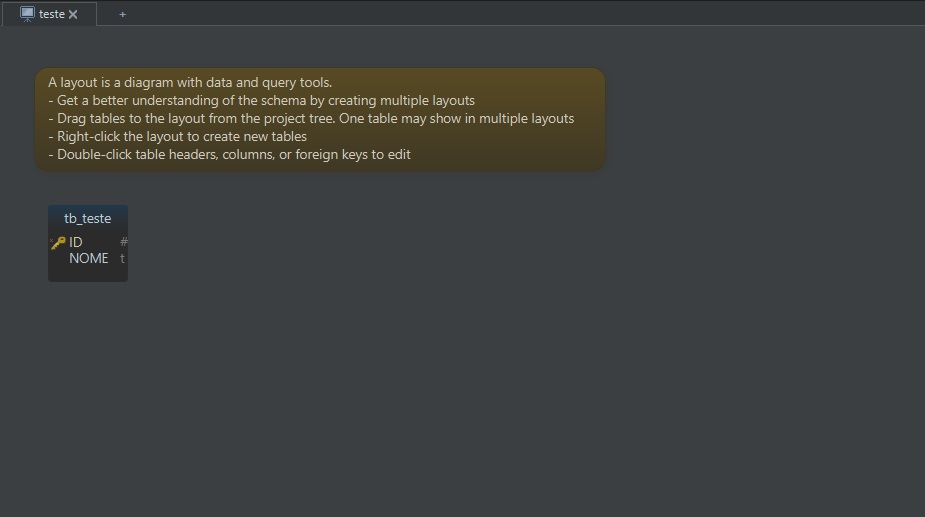 teste
+
A layout is a diagram with data and query tools.
- Get a better understanding of the schema by creating multiple layouts
- Drag tables to the layout from the project tree. One table may show in multiple layouts
- Right-click the layout to create new tables
- Double-click table headers, columns, or foreign keys to edit
tb_teste
ID #
NOME t